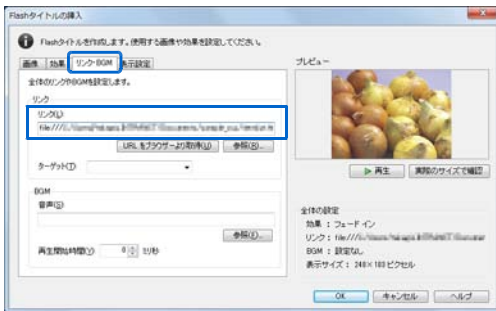 Flashタイトルの挿入
Flashタイトルを作成します。使用する画像や効果を設定してください。
画像 効果 リンク・BGM 表示設定
プレビュー
全体のリンクやBGMを設定します。
リンク
リンク(L)
file:///
URL をブラウザーより取得(U) 参照(R)...
ターゲット(T)
再生 実際のサイズで確認
BGM
音声(S)
参照(O)...
再生開始時間(Y) 0 ミリ秒
全体の設定
効果 : フェード イン
リンク : file:///
BGM : 設定なし
表示サイズ : 240×180 ピクセル
OK キャンセル ヘルプ